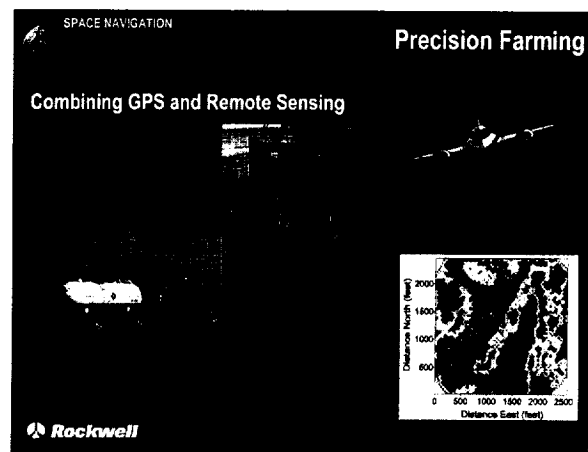 SPACE NAVIGATION
Precision Farming
Combining GPS and Remote Sensing
Distance North (feet)
2000
1500
1000
500
0 500 1000 1500 2000 2500
Distance East (feet)
Rockwell